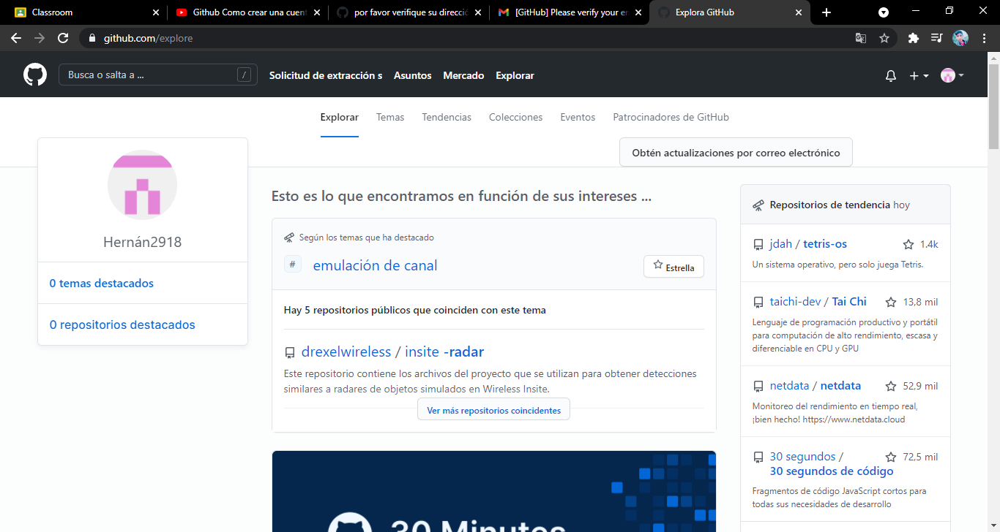 Classroom
Github Como crear una cuen
por favor verifique su direcci
[GitHub] Please verify your e
Explora GitHub
github.com/explore
Busca o salta a ...
/
Solicitud de extracción s
Asuntos
Mercado
Explorar
Explorar
Temas
Tendencias
Colecciones
Eventos
Patrocinadores de GitHub
Obtén actualizaciones por correo electrónico
Hernán2918
0 temas destacados
0 repositorios destacados
Esto es lo que encontramos en función de sus intereses ...
Según los temas que ha destacado
# emulación de canal
Estrella
Hay 5 repositorios públicos que coinciden con este tema
drexelwireless / insite -radar
Este repositorio contiene los archivos del proyecto que se utilizan para obtener detecciones
similares a radares de objetos simulados en Wireless Insite.
Ver más repositorios coincidentes
30 Minutos
Repositorios de tendencia hoy
jdah / tetris-os
1.4k
Un sistema operativo, pero solo juega Tetris.
taichi-dev / Tai Chi
13,8 mil
Lenguaje de programación productivo y portátil
para computación de alto rendimiento, escasa y
diferenciable en CPU y GPU
netdata / netdata
52,9 mil
Monitoreo del rendimiento en tiempo real,
¡bien hecho! https://www.netdata.cloud
30 segundos /
30 segundos de código
72,5 mil
Fragmentos de código JavaScript cortos para
todas sus necesidades de desarrollo